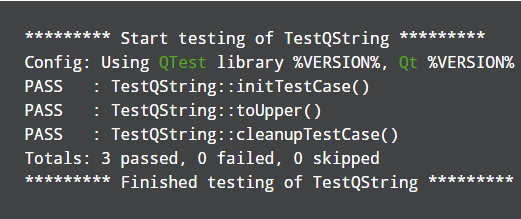 ********* Start testing of TestQString *********
Config: Using QTest library %VERSION%, Qt %VERSION%
PASS   : TestQString::initTestCase()
PASS   : TestQString::toUpper()
PASS   : TestQString::cleanupTestCase()
Totals: 3 passed, 0 failed, 0 skipped
********* Finished testing of TestQString *********